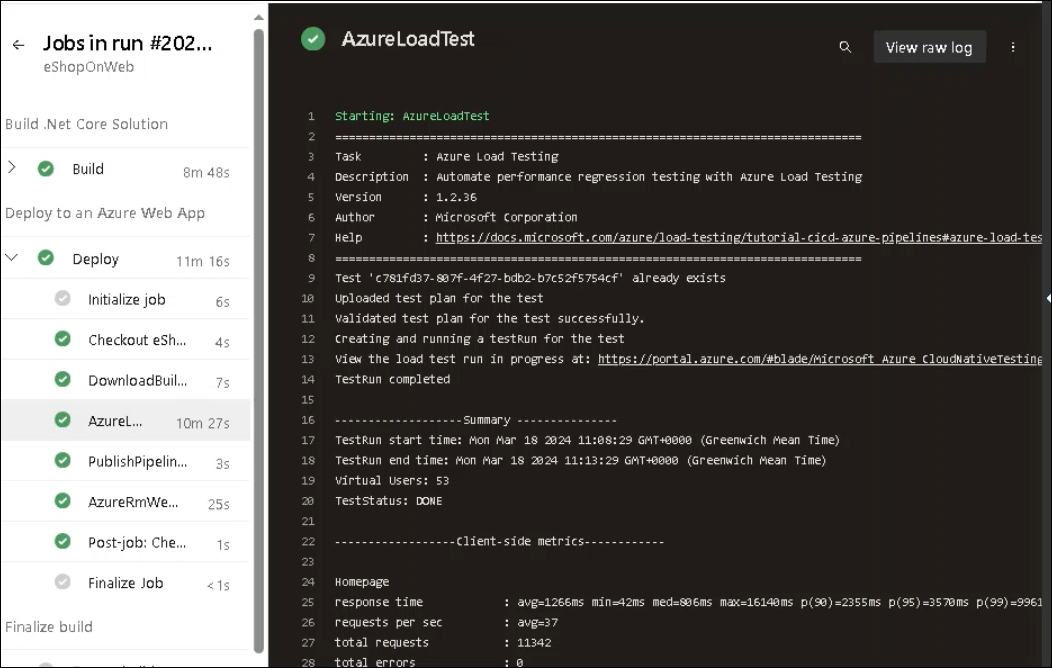 Jobs in run #202...
eShopOnWeb
Build .Net Core Solution
Build 8m 48s
Deploy to an Azure Web App
Deploy 11m 16s
Initialize job 6s
Checkout eSh... 4s
DownloadBuil... 7s
AzureL... 10m 27s
PublishPipelin... 3s
AzureRmWe... 25s
Post-job: Che... 1s
Finalize Job <1s
Finalize build
AzureLoadTest
View raw log
1 Starting: AzureLoadTest
2 ==============================================================================
3 Task : Azure Load Testing
4 Description : Automate performance regression testing with Azure Load Testing
5 Version : 1.2.36
6 Author : Microsoft Corporation
7 Help : https://docs.microsoft.com/azure/load-testing/tutorial-cicd-azure-pipelines#azure-load-tes
8 ==============================================================================
9 Test 'c781fd37-807f-4f27-bdb2-b7c52f5754cf' already exists
10 Uploaded test plan for the test
11 Validated test plan for the test successfully.
12 Creating and running a testRun for the test
13 View the load test run in progress at: https://portal.azure.com/#blade/Microsoft_Azure_CloudNativeTesting
14 TestRun completed
15
16 -------------------Summary ---------------
17 TestRun start time: Mon Mar 18 2024 11:08:29 GMT+0000 (Greenwich Mean Time)
18 TestRun end time: Mon Mar 18 2024 11:13:29 GMT+0000 (Greenwich Mean Time)
19 Virtual Users: 53
20 TestStatus: DONE
21
22 ------------------Client-side metrics------------
23
24 Homepage
25 response time : avg=1266ms min=42ms med=806ms max=16140ms p(90)=2355ms p(95)=3570ms p(99)=9961
26 requests per sec : avg=37
27 total requests : 11342
28 total errors : 0